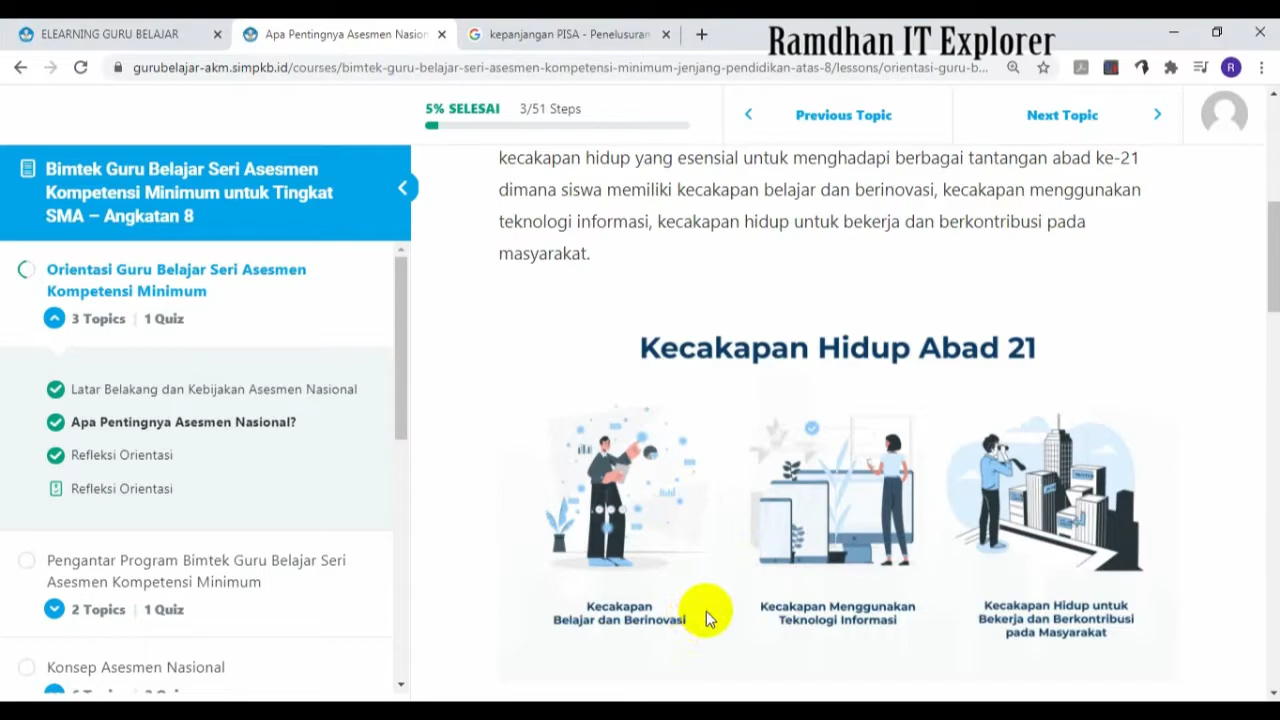 Ramdhan IT Explorer
ELEARNING GURU BELAJAR
Apa Pentingnya Asesmen Nasion
kepanjangan PISA - Penelusuran
gurubelajar-akm.simpkb.id/courses/bimtek-guru-belajar-seri-asesmen-kompetensi-minimum-jenjang-pendidikan-atas-8/lessons/orientasi-guru-b...
R
5% SELESAI
3/51 Steps
Previous Topic
Next Topic
Bimtek Guru Belajar Seri Asesmen
Kompetensi Minimum untuk Tingkat
SMA – Angkatan 8
Orientasi Guru Belajar Seri Asesmen
Kompetensi Minimum
3 Topics | 1 Quiz
Latar Belakang dan Kebijakan Asesmen Nasional
Apa Pentingnya Asesmen Nasional?
Refleksi Orientasi
Refleksi Orientasi
Pengantar Program Bimtek Guru Belajar Seri
Asesmen Kompetensi Minimum
2 Topics | 1 Quiz
Konsep Asesmen Nasional
kecakapan hidup yang esensial untuk menghadapi berbagai tantangan abad ke-21
dimana siswa memiliki kecakapan belajar dan berinovasi, kecakapan menggunakan
teknologi informasi, kecakapan hidup untuk bekerja dan berkontribusi pada
masyarakat.
Kecakapan Hidup Abad 21
Kecakapan
Belajar dan Berinovasi
Kecakapan Menggunakan
Teknologi Informasi
Kecakapan Hidup untuk
Bekerja dan Berkontribusi
pada Masyarakat